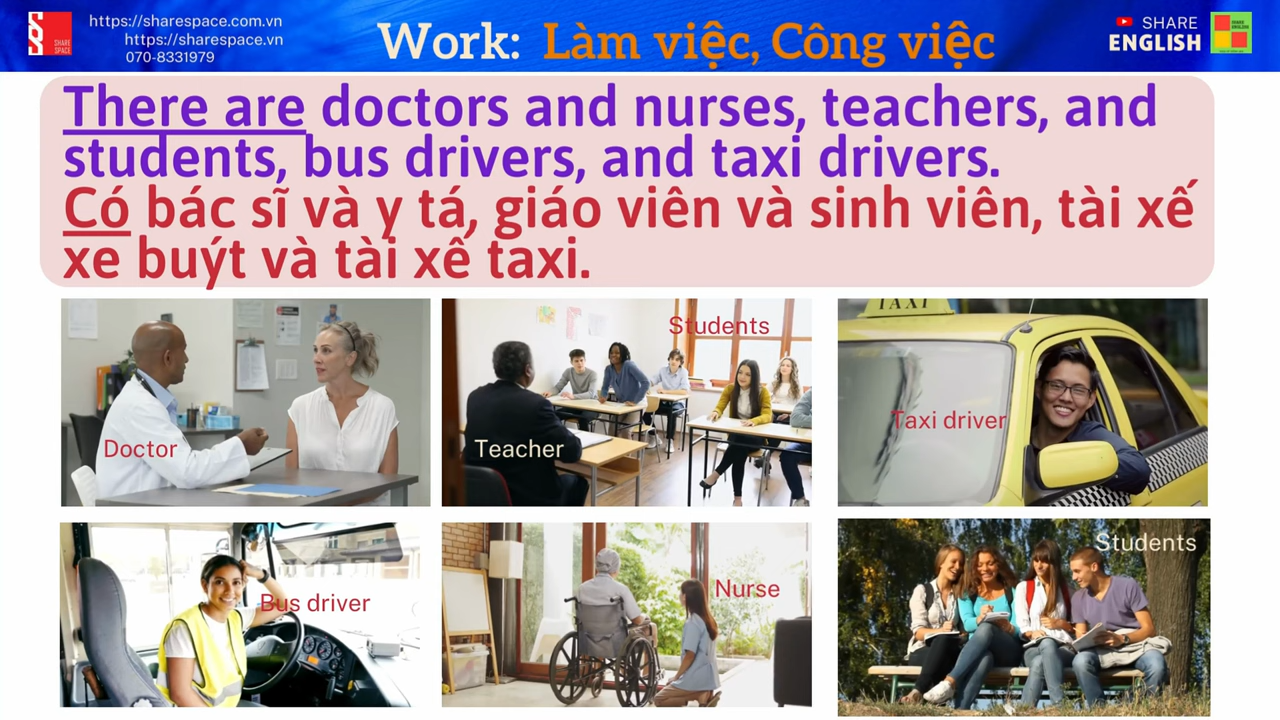 https://sharespace.com.vn
https://sharespace.vn
070-8331979
SHARE
SPACE
Work: Làm việc, Công việc
SHARE
ENGLISH
There are doctors and nurses, teachers, and
students, bus drivers, and taxi drivers.
Có bác sĩ và y tá, giáo viên và sinh viên, tài xế
xe buýt và tài xế taxi.
Doctor
Students
Teacher
TAXI
Taxi driver
Bus driver
Nurse
Students